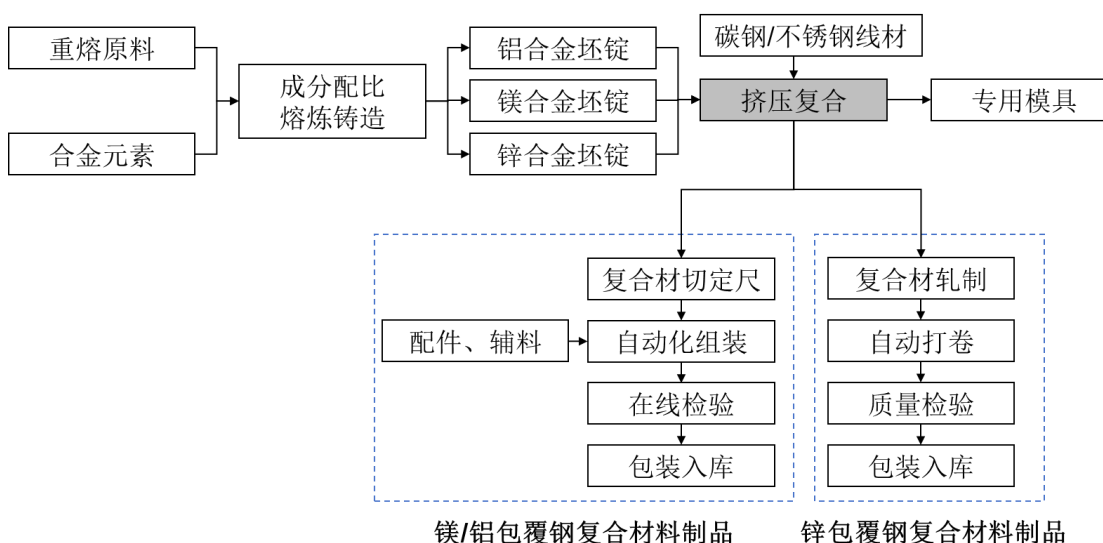 重熔原料
合金元素
成分配比
熔炼铸造
铝合金坯锭
镁合金坯锭
锌合金坯锭
碳钢/不锈钢线材
挤压复合
专用模具
复合材切定尺
配件、辅料
自动化组装
在线检验
包装入库
镁/铝包覆钢复合材料制品
复合材轧制
自动打卷
质量检验
包装入库
锌包覆钢复合材料制品